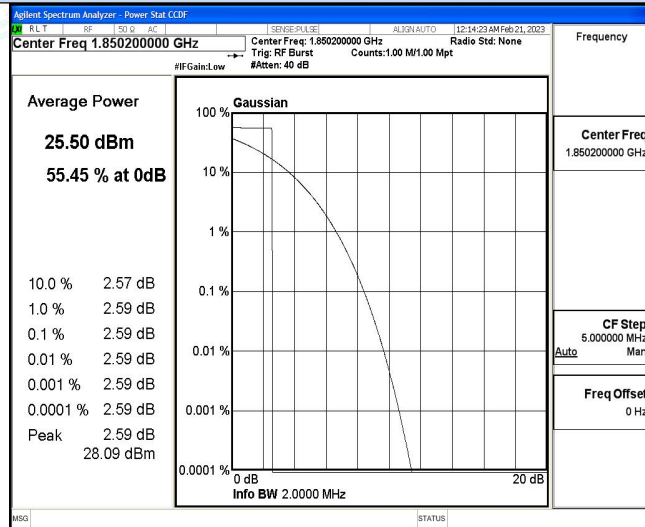 Agilent Spectrum Analyzer - Power Stat CCDF
RLT RF 50 Ω AC SENSE:PULSE ALIGN AUTO 12:14:23 AM Feb 21, 2023
Center Freq 1.850200000 GHz
Center Freq: 1.850200000 GHz Radio Std: None
Trig: RF Burst Counts:1.00 M/1.00 Mpt
#IFGain:Low #Atten: 40 dB
Frequency
Average Power
25.50 dBm
55.45 % at 0dB
10.0 % 2.57 dB
1.0 % 2.59 dB
0.1 % 2.59 dB
0.01 % 2.59 dB
0.001 % 2.59 dB
0.0001 % 2.59 dB
Peak 2.59 dB
28.09 dBm
Gaussian
100 %
10 %
1 %
0.1 %
0.01 %
0.001 %
0.0001 %
0 dB 20 dB
Info BW 2.0000 MHz
Center Freq
1.850200000 GHz
CF Step
5.000000 MHz
Auto Man
Freq Offset
0 Hz
MSG STATUS